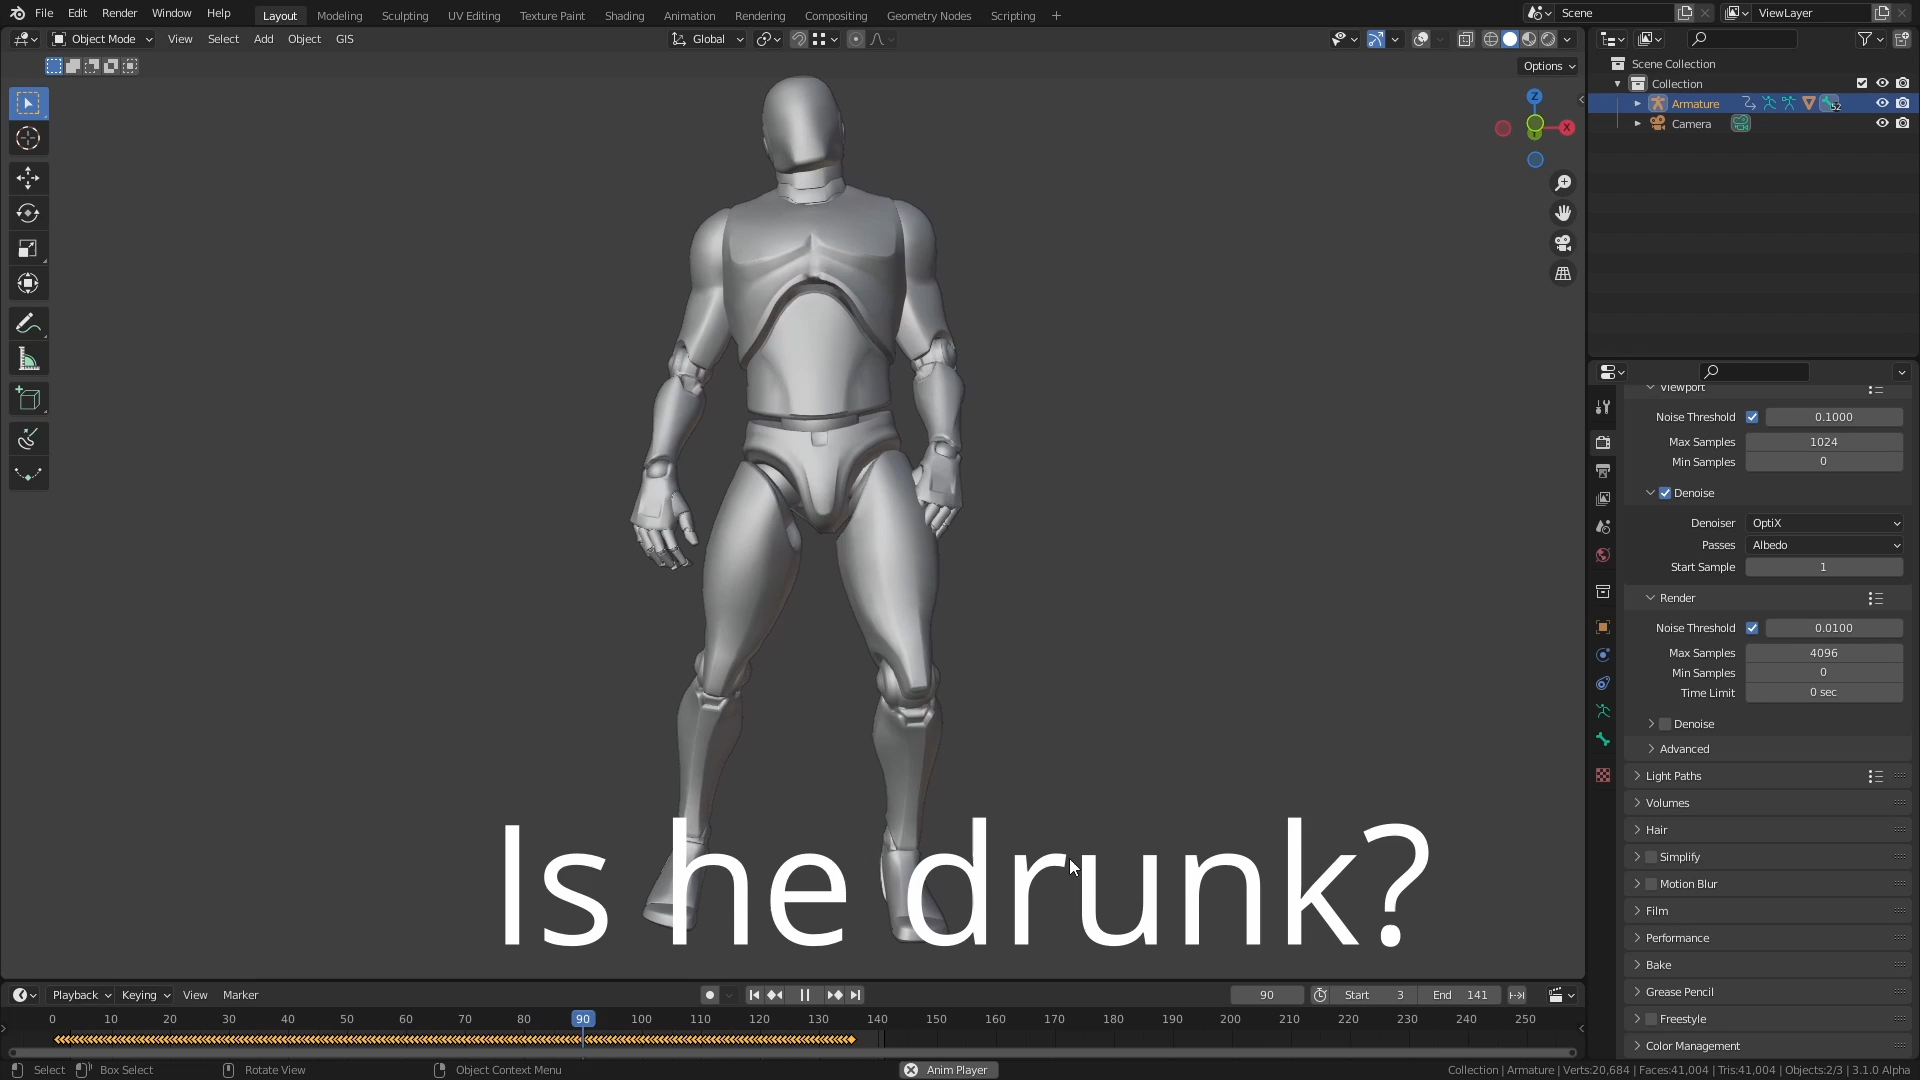 File Edit Render Window Help Layout Modeling Sculpting UV Editing Texture Paint Shading Animation Rendering Compositing Geometry Nodes Scripting + Scene ViewLayer
Object Mode View Select Add Object GIS Global
Options
Scene Collection
Collection
Armature 52
Camera
Z
X
Y
Viewport
Noise Threshold 0.1000
Max Samples 1024
Min Samples 0
Denoise
Denoiser OptiX
Passes Albedo
Start Sample 1
Render
Noise Threshold 0.0100
Max Samples 4096
Min Samples 0
Time Limit 0 sec
Denoise
Advanced
Light Paths
Volumes
Hair
Simplify
Motion Blur
Film
Performance
Bake
Grease Pencil
Freestyle
Color Management
Is he drunk?
Playback Keying View Marker 90 Start 3 End 141
0 10 20 30 40 50 60 70 80 90 100 110 120 130 140 150 160 170 180 190 200 210 220 230 240 250
Select Box Select Rotate View Object Context Menu Anim Player Collection | Armature | Verts:20,684 | Faces:41,004 | Tris:41,004 | Objects:2/3 | 3.1.0 Alpha